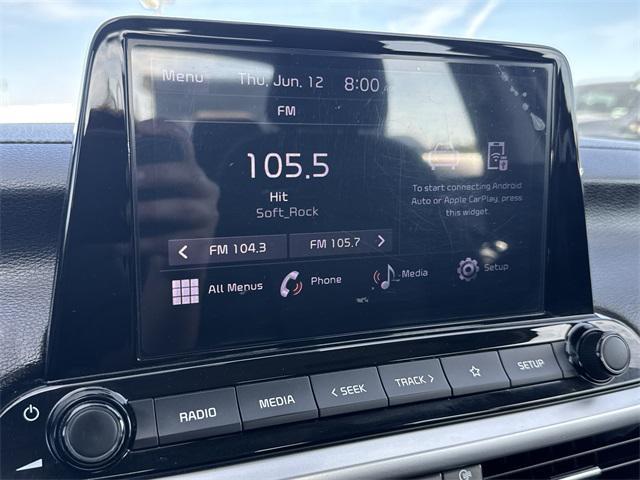 Menu Thu, Jun. 12 8:00
FM
105.5
Hit
Soft_Rock
To start connecting Android
Auto or Apple CarPlay, press
this widget.
< FM 104.3 FM 105.7 >
All Menus Phone Media Setup
RADIO MEDIA < SEEK TRACK > SETUP